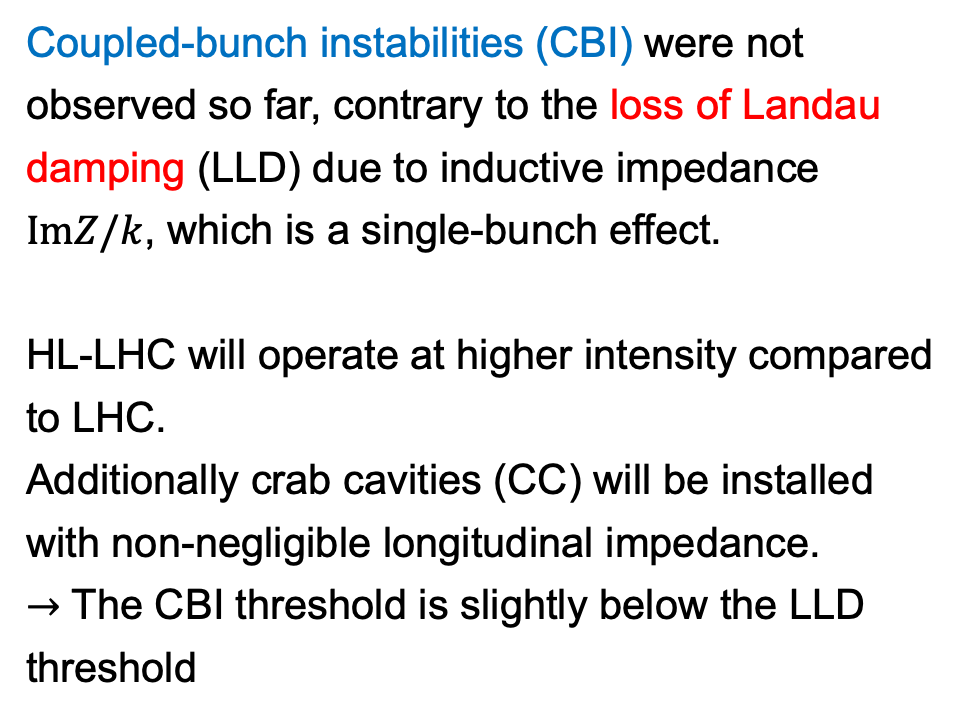 Coupled-bunch instabilities (CBI) were not
observed so far, contrary to the loss of Landau
damping (LLD) due to inductive impedance
ImZ/k, which is a single-bunch effect.
HL-LHC will operate at higher intensity compared
to LHC.
Additionally crab cavities (CC) will be installed
with non-negligible longitudinal impedance.
→ The CBI threshold is slightly below the LLD
threshold